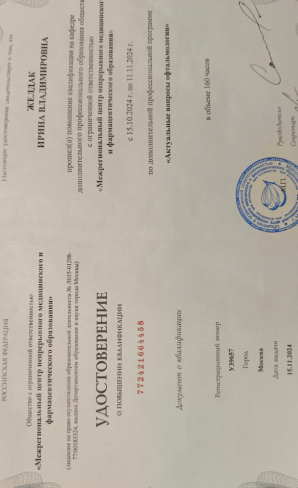 РОССИЙСКАЯ ФЕДЕРАЦИЯ
Общество с ограниченной ответственностью
«Межрегиональный центр непрерывного медицинского и
фармацевтического образования»
УДОСТОВЕРЕНИЕ
О ПОВЫШЕНИИ КВАЛИФИКАЦИИ
772421664458
Документ о квалификации
Регистрационный номер
У39657
Город
Москва
Дата выдачи
15.11.2024
Настоящее удостоверение свидетельствует о том, что
ЖЕЛДАК
ИРИНА ВЛАДИМИРОВНА
прошел(а) повышение квалификации на кафедре
дополнительного профессионального образования общества
с ограниченной ответственностью
«Межрегиональный центр непрерывного медицинского
и фармацевтического образования»
с 15.10.2024 г. по 11.11.2024 г.
по дополнительной профессиональной программе
«Актуальные вопросы офтальмологии»
в объеме 160 часов
М.П.
Руководитель
Секретарь